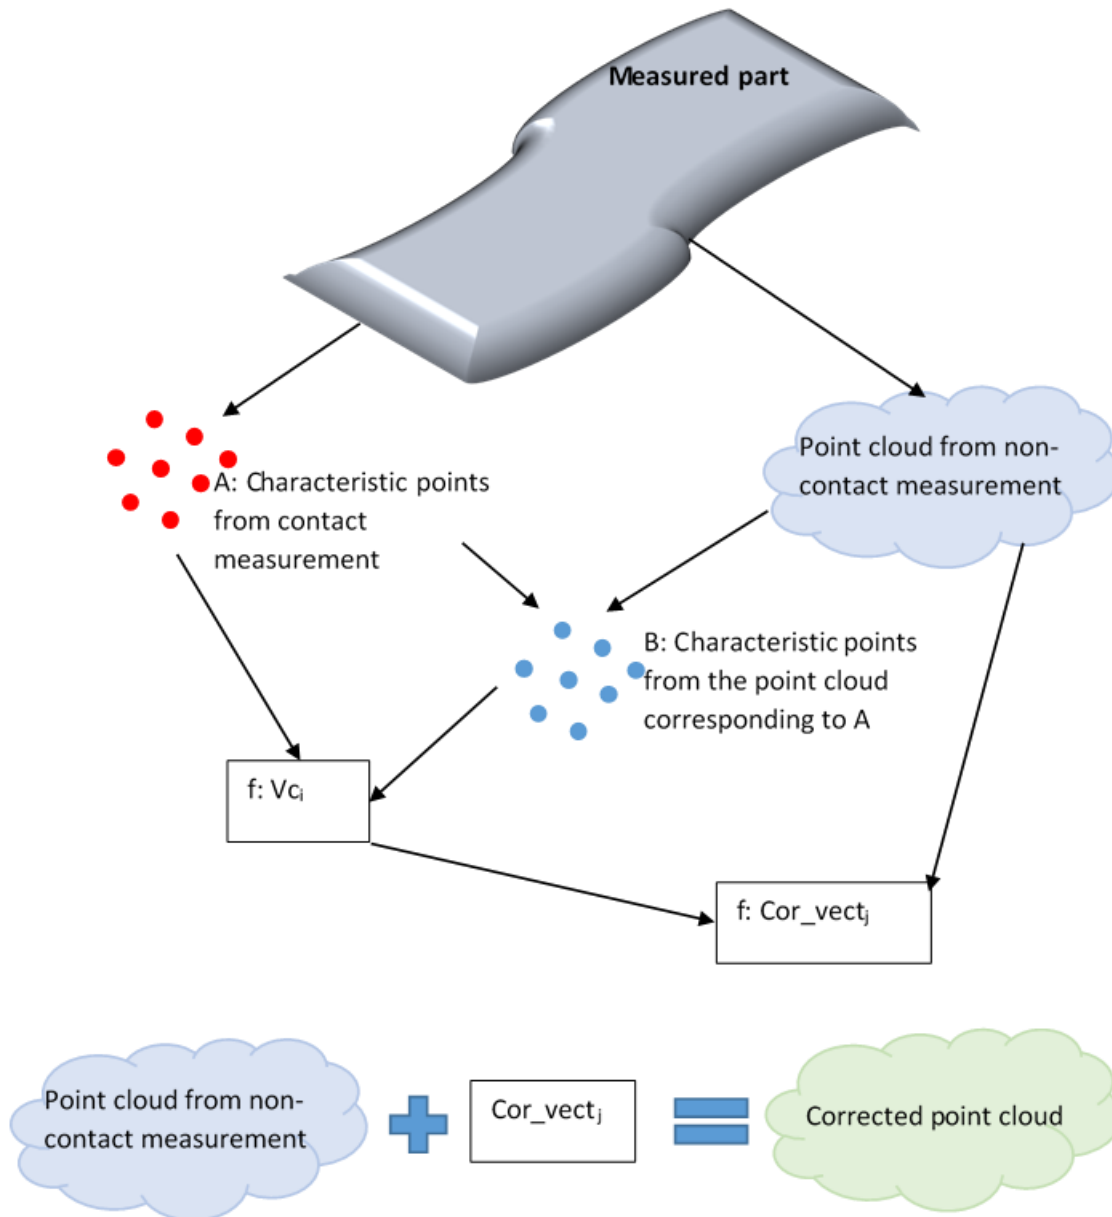 Measured part
Point cloud from non-
contact measurement
A: Characteristic points
from contact
measurement
B: Characteristic points
from the point cloud
corresponding to A
f: Vcᵢ
f: Cor_vectⱼ
Point cloud from non-
contact measurement
Cor_vectⱼ
Corrected point cloud